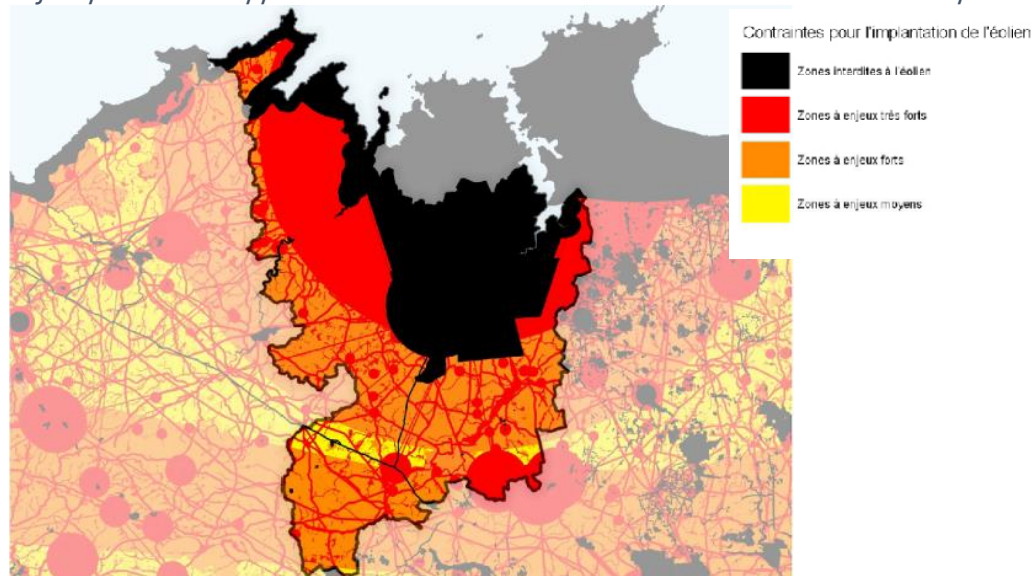 Contraintes pour l'implantation de l'éolien
Zones interdites à l'éolien
Zones à enjeux très forts
Zones à enjeux forts
Zones à enjeux moyens